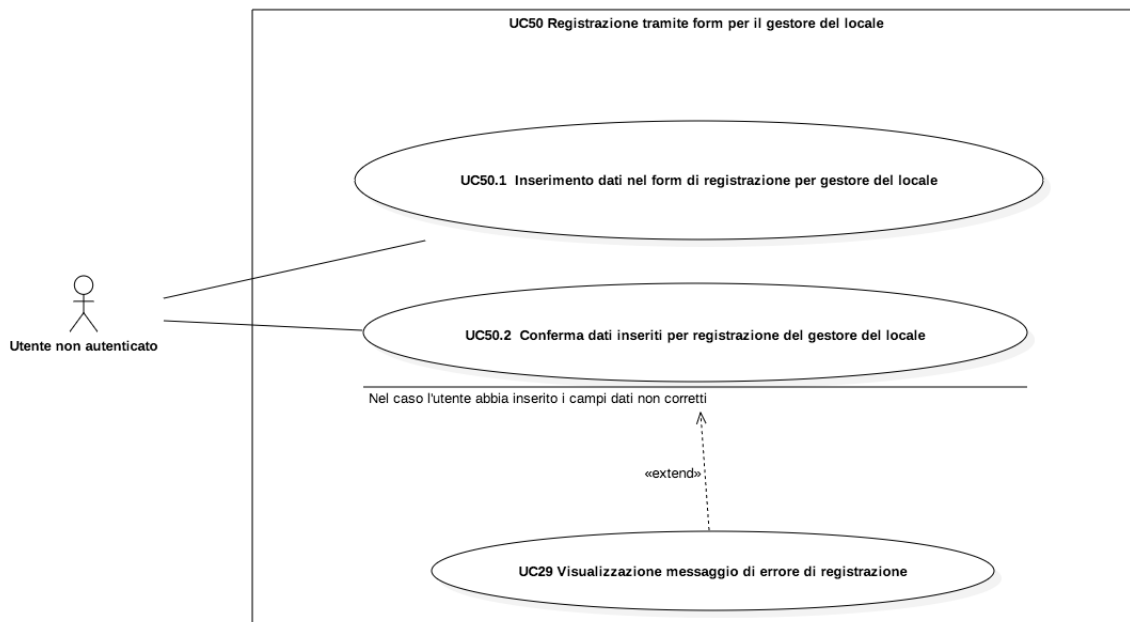 UC50 Registrazione tramite form per il gestore del locale
UC50.1 Inserimento dati nel form di registrazione per gestore del locale
Utente non autenticato
UC50.2 Conferma dati inseriti per registrazione del gestore del locale
Nel caso l'utente abbia inserito i campi dati non corretti
«extend»
UC29 Visualizzazione messaggio di errore di registrazione